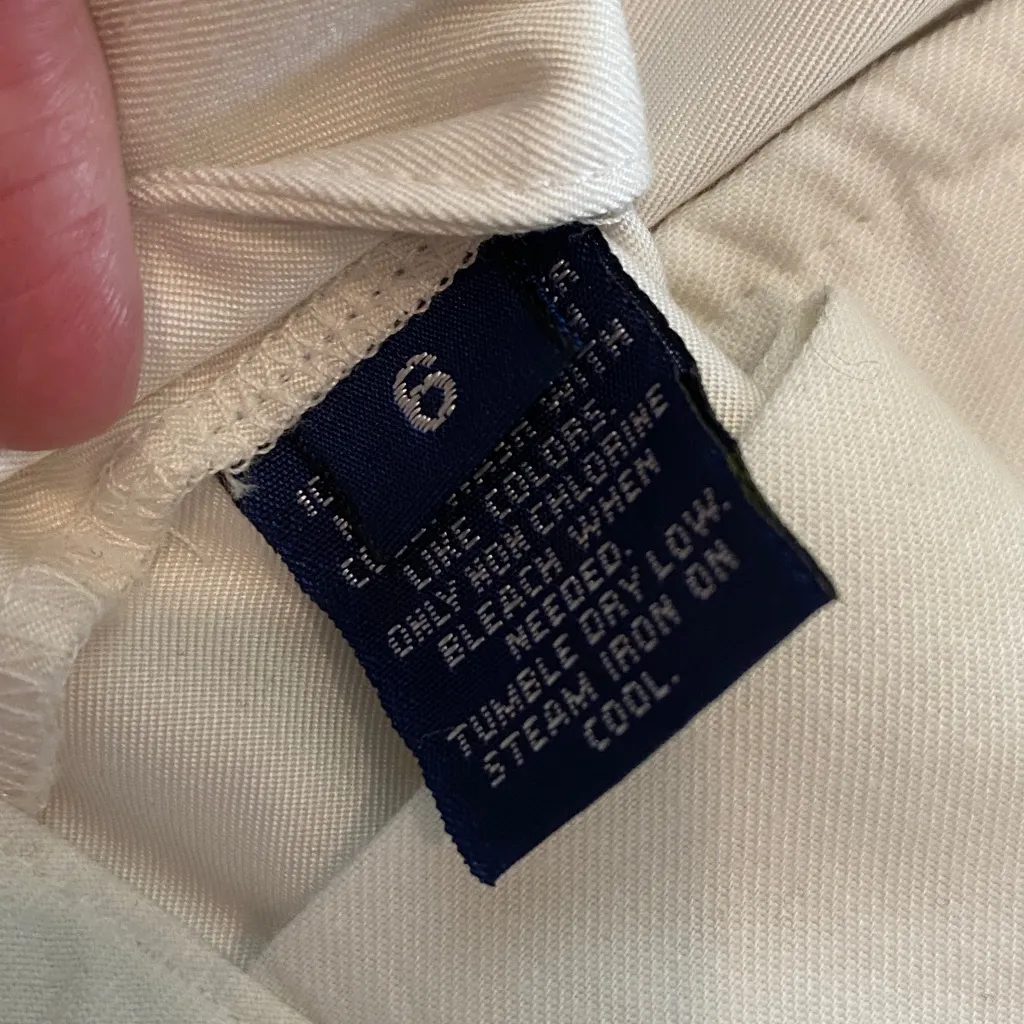 6
LIKE COLORS.
ONLY NON CHLORINE
BLEACH WHEN
NEEDED.
TUMBLE DRY LOW.
STEAM IRON ON
COOL.